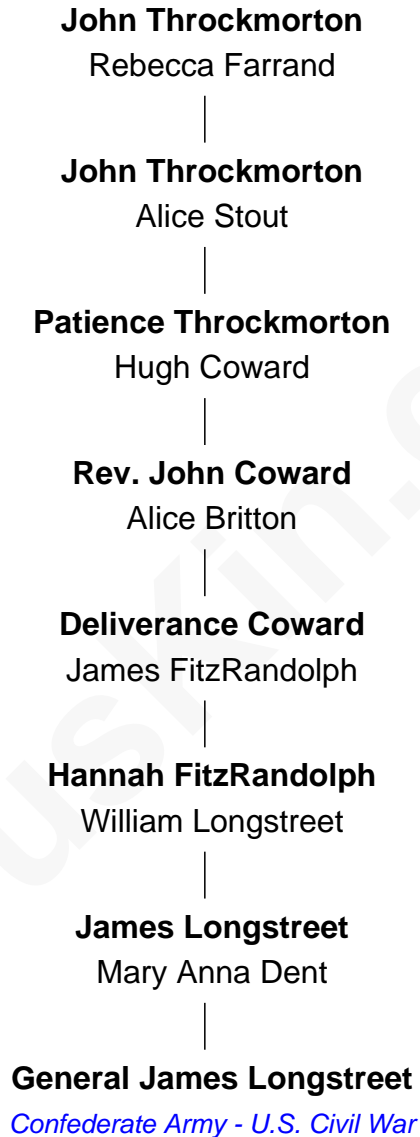 John Throckmorton
Rebecca Farrand
John Throckmorton
Alice Stout
Patience Throckmorton
Hugh Coward
Rev. John Coward
Alice Britton
Deliverance Coward
James FitzRandolph
Hannah FitzRandolph
William Longstreet
James Longstreet
Mary Anna Dent
General James Longstreet
Confederate Army - U.S. Civil War